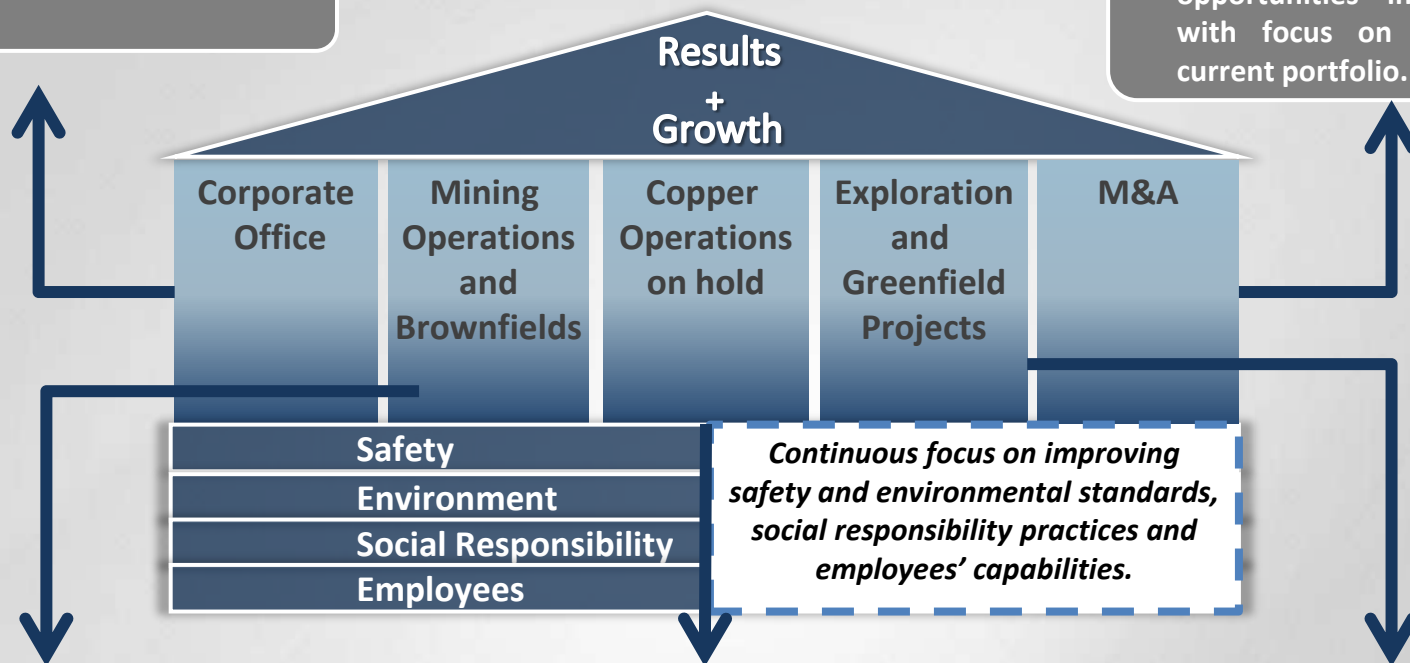 opportunities in
with focus on
current portfolio.
Results
+
Growth
Corporate
Office
Mining
Operations
and
Brownfields
Copper
Operations
on hold
Exploration
and
Greenfield
Projects
M&A
Safety
Environment
Social Responsibility
Employees
Continuous focus on improving
safety and environmental standards,
social responsibility practices and
employees’ capabilities.